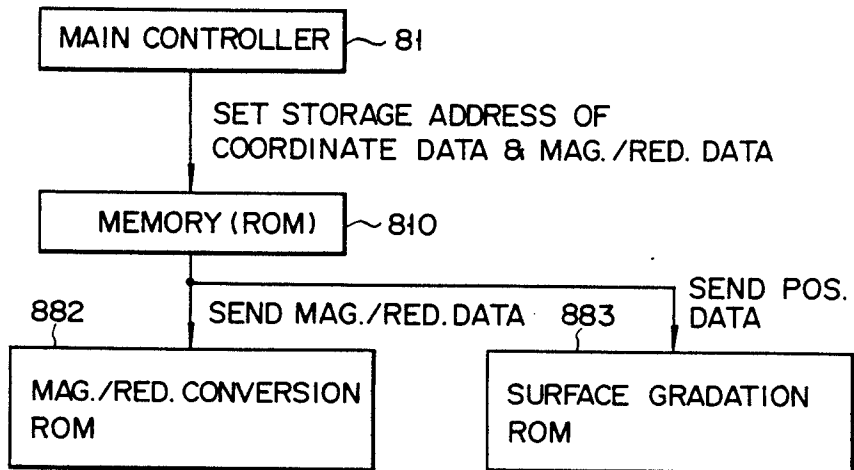 MAIN CONTROLLER
81
SET STORAGE ADDRESS OF
COORDINATE DATA & MAG./RED. DATA
MEMORY (ROM)
810
SEND MAG./RED. DATA
SEND POS.
DATA
882
883
MAG./RED. CONVERSION
ROM
SURFACE GRADATION
ROM